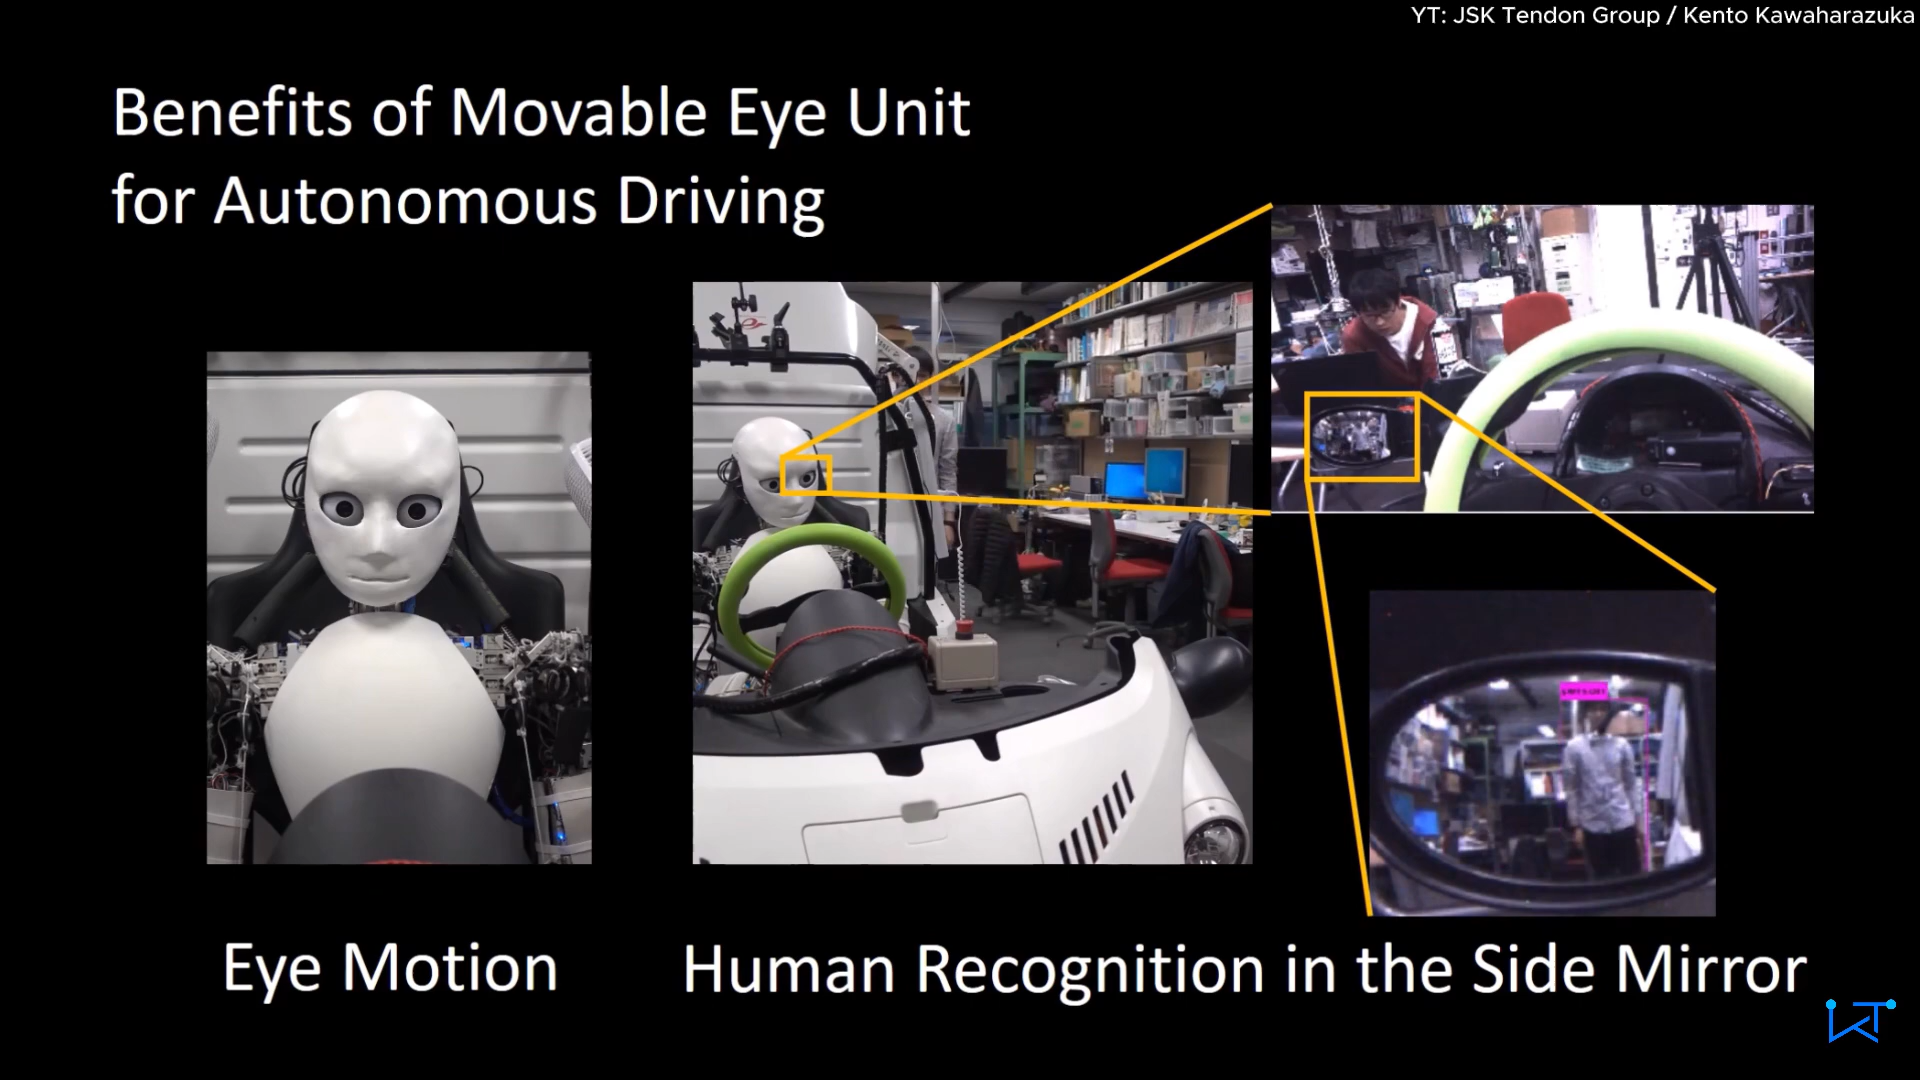 YT: JSK Tendon Group / Kento Kawaharazuka
Benefits of Movable Eye Unit
for Autonomous Driving
Eye Motion
Human Recognition in the Side Mirror